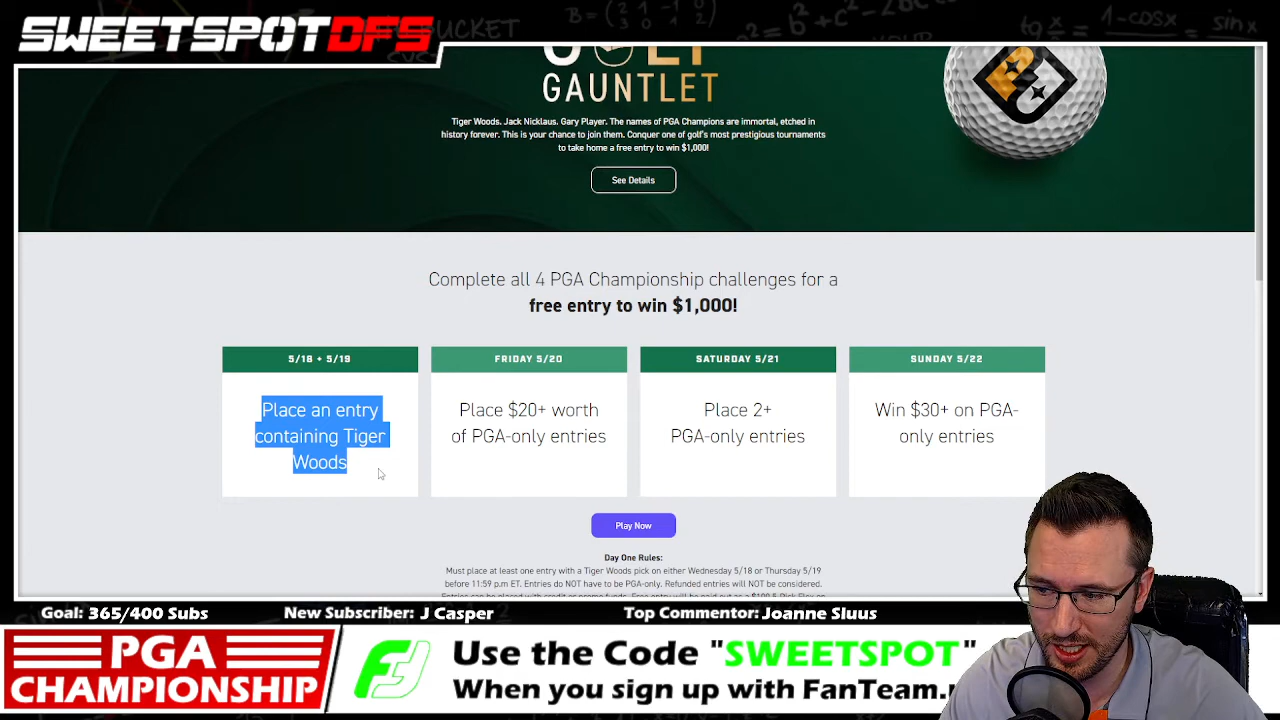 SWEETSPOTDFS
GAUNTLET
Tiger Woods. Jack Nicklaus. Gary Player. The names of PGA Champions are immortal, etched in
history forever. This is your chance to join them. Conquer one of golf's most prestigious tournaments
to take home a free entry to win $1,000!
See Details
Complete all 4 PGA Championship challenges for a
free entry to win $1,000!
5/18 + 5/19
Place an entry
containing Tiger
Woods
FRIDAY 5/20
Place $20+ worth
of PGA-only entries
SATURDAY 5/21
Place 2+
PGA-only entries
SUNDAY 5/22
Win $30+ on PGA-
only entries
Play Now
Day One Rules:
Must place at least one entry with a Tiger Woods pick on either Wednesday 5/18 or Thursday 5/19
before 11:59 p.m ET. Entries do NOT have to be PGA-only. Refunded entries will NOT be considered.
Goal: 365/400 Subs
New Subscriber: J Casper
Top Commentor: Joanne Sluus
PGA
CHAMPIONSHIP
Use the Code "SWEETSPOT"
When you sign up with FanTeam.